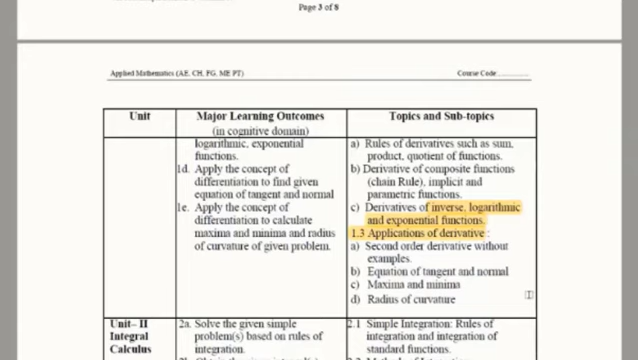 Page 3 of 8
Applied Mathematics (AE, CH, FG, ME PT)
Course Code
Unit
Major Learning Outcomes
(in cognitive domain)
Topics and Sub-topics
logarithmic, exponential
functions.
1d. Apply the concept of
differentiation to find given
equation of tangent and normal
1e. Apply the concept of
differentiation to calculate
maxima and minima and radius
of curvature of given problem.
a) Rules of derivatives such as sum,
product, quotient of functions.
b) Derivative of composite functions
(chain Rule), implicit and
parametric functions.
c) Derivatives of inverse, logarithmic
and exponential functions.
1.3 Applications of derivative :
a) Second order derivative without
examples.
b) Equation of tangent and normal
c) Maxima and minima
d) Radius of curvature
Unit– II
Integral
Calculus
2a. Solve the given simple
problem(s) based on rules of
integration.
2.1 Simple Integration: Rules of
integration and integration of
standard functions.